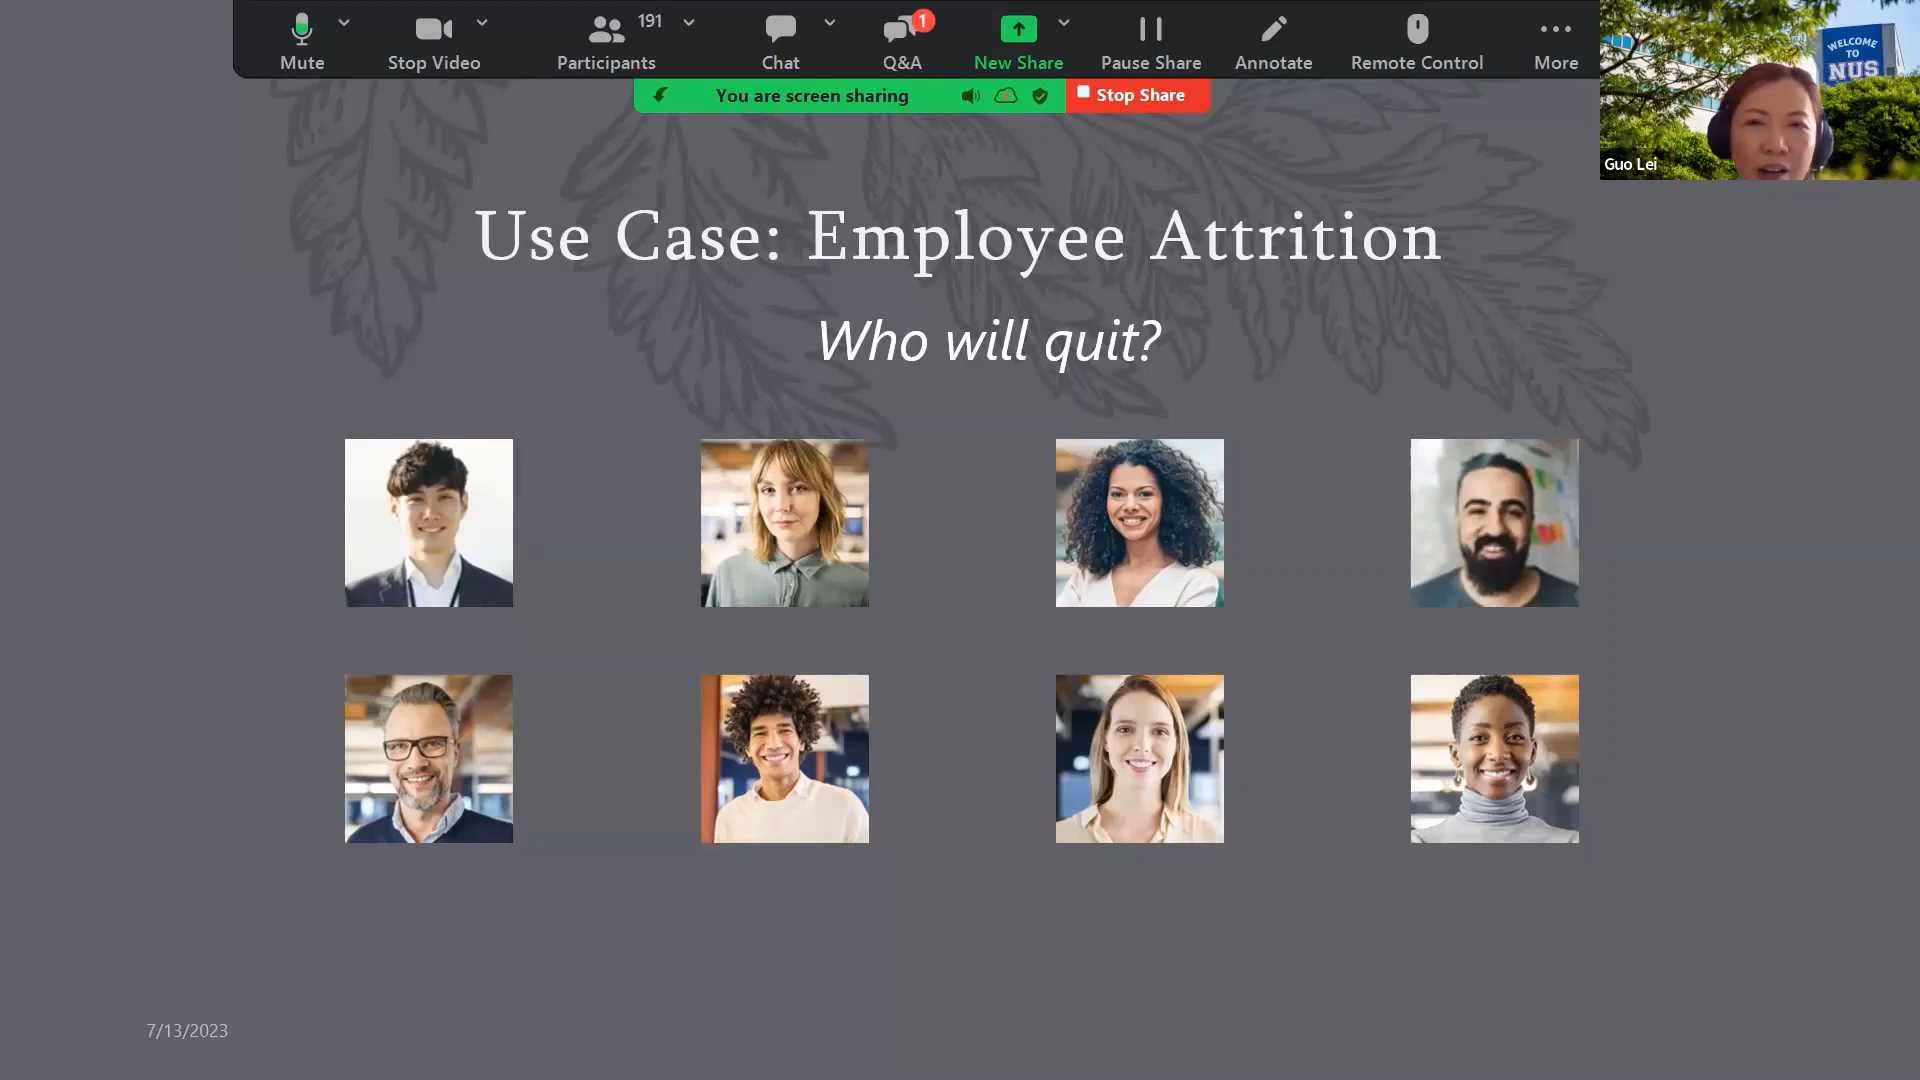 Mute
Stop Video
191
Participants
Chat
1
Q&A
New Share
Pause Share
Annotate
Remote Control
More
You are screen sharing
Stop Share
WELCOME
TO
NUS
Guo Lei
Use Case: Employee Attrition
Who will quit?
7/13/2023